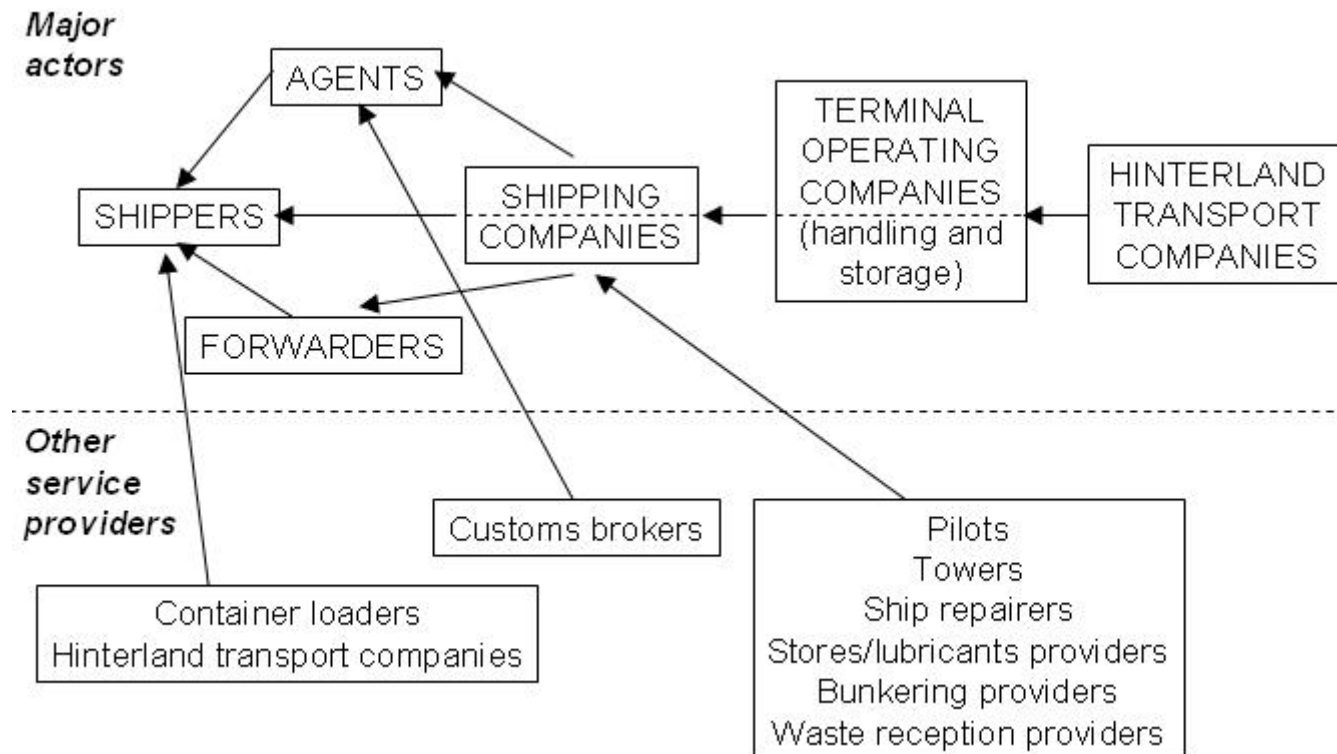 Major
actors
AGENTS
SHIPPERS
FORWARDERS
SHIPPING
COMPANIES
TERMINAL
OPERATING
COMPANIES
(handling and
storage)
HINTERLAND
TRANSPORT
COMPANIES
Other
service
providers
Container loaders
Hinterland transport companies
Customs brokers
Pilots
Towers
Ship repairers
Stores/lubricants providers
Bunkering providers
Waste reception providers